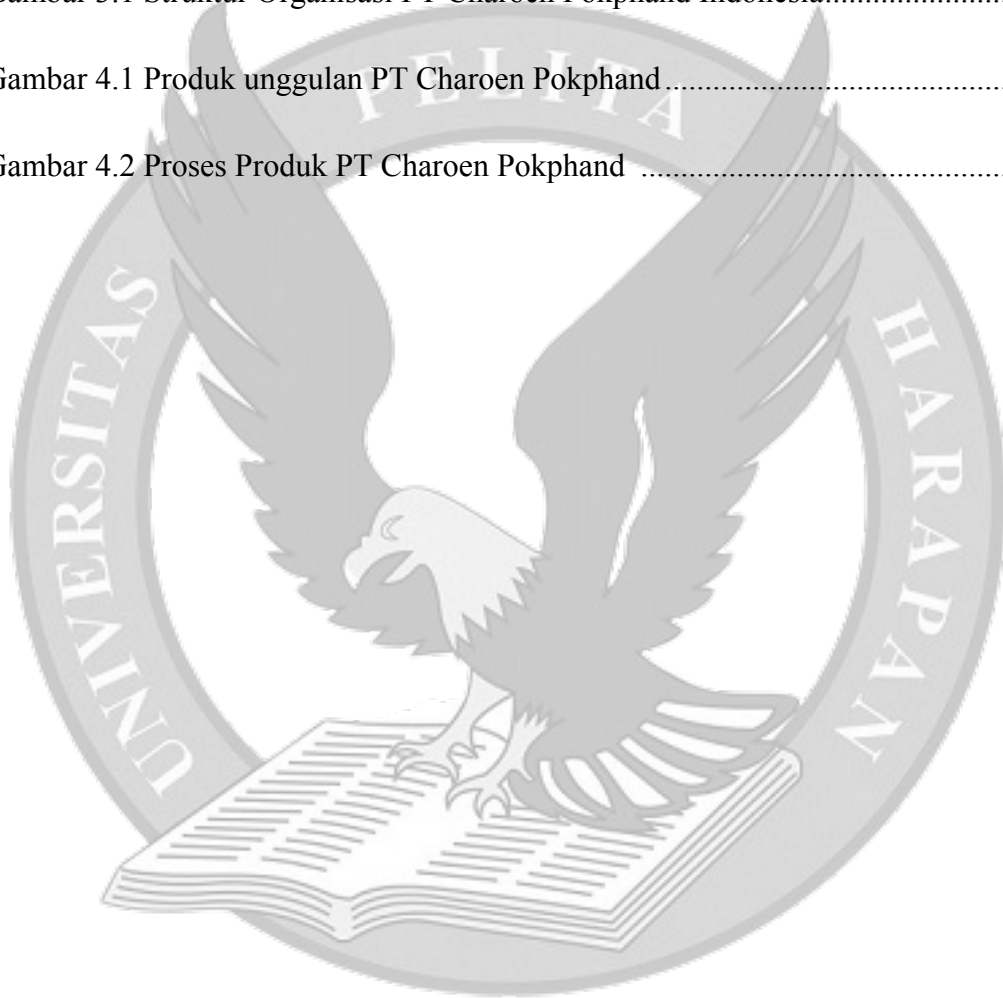 Gambar 3.1 Struktur Organisasi PT Charoen Pokphand Indonesia......................
Gambar 4.1 Produk unggulan PT Charoen Pokphand...........................................
Gambar 4.2 Proses Produk PT Charoen Pokphand ..............................................
UNIVERSITAS PELITA HARAPAN